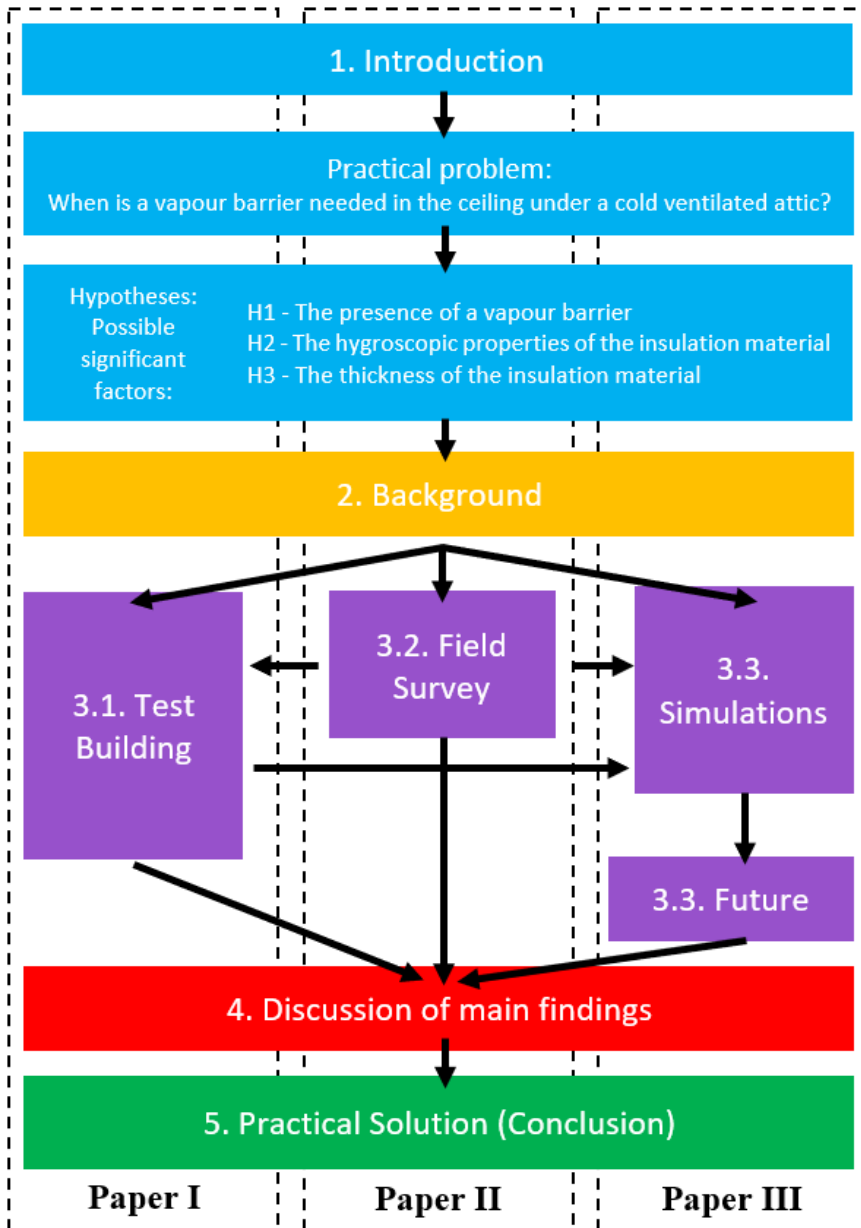 1. Introduction
Practical problem:
When is a vapour barrier needed in the ceiling under a cold ventilated attic?
Hypotheses:
Possible
significant
factors:
H1 - The presence of a vapour barrier
H2 - The hygroscopic properties of the insulation material
H3 - The thickness of the insulation material
2. Background
3.1. Test
Building
3.2. Field
Survey
3.3.
Simulations
3.3. Future
4. Discussion of main findings
5. Practical Solution (Conclusion)
Paper I
Paper II
Paper III